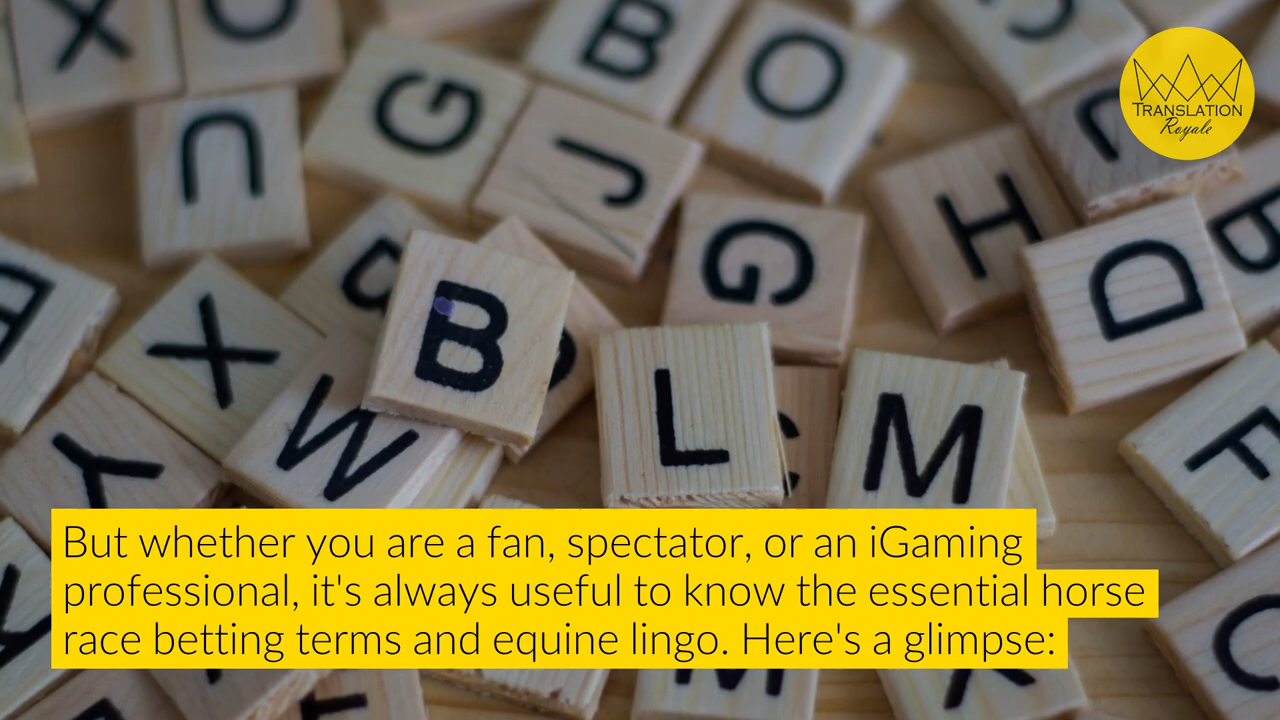 X
O
B
O
U
G
J
H
G
D
B
X
B
L
M
W
Y
F
TRANSLATION
Royale
But whether you are a fan, spectator, or an iGaming
professional, it's always useful to know the essential horse
race betting terms and equine lingo. Here's a glimpse:
M